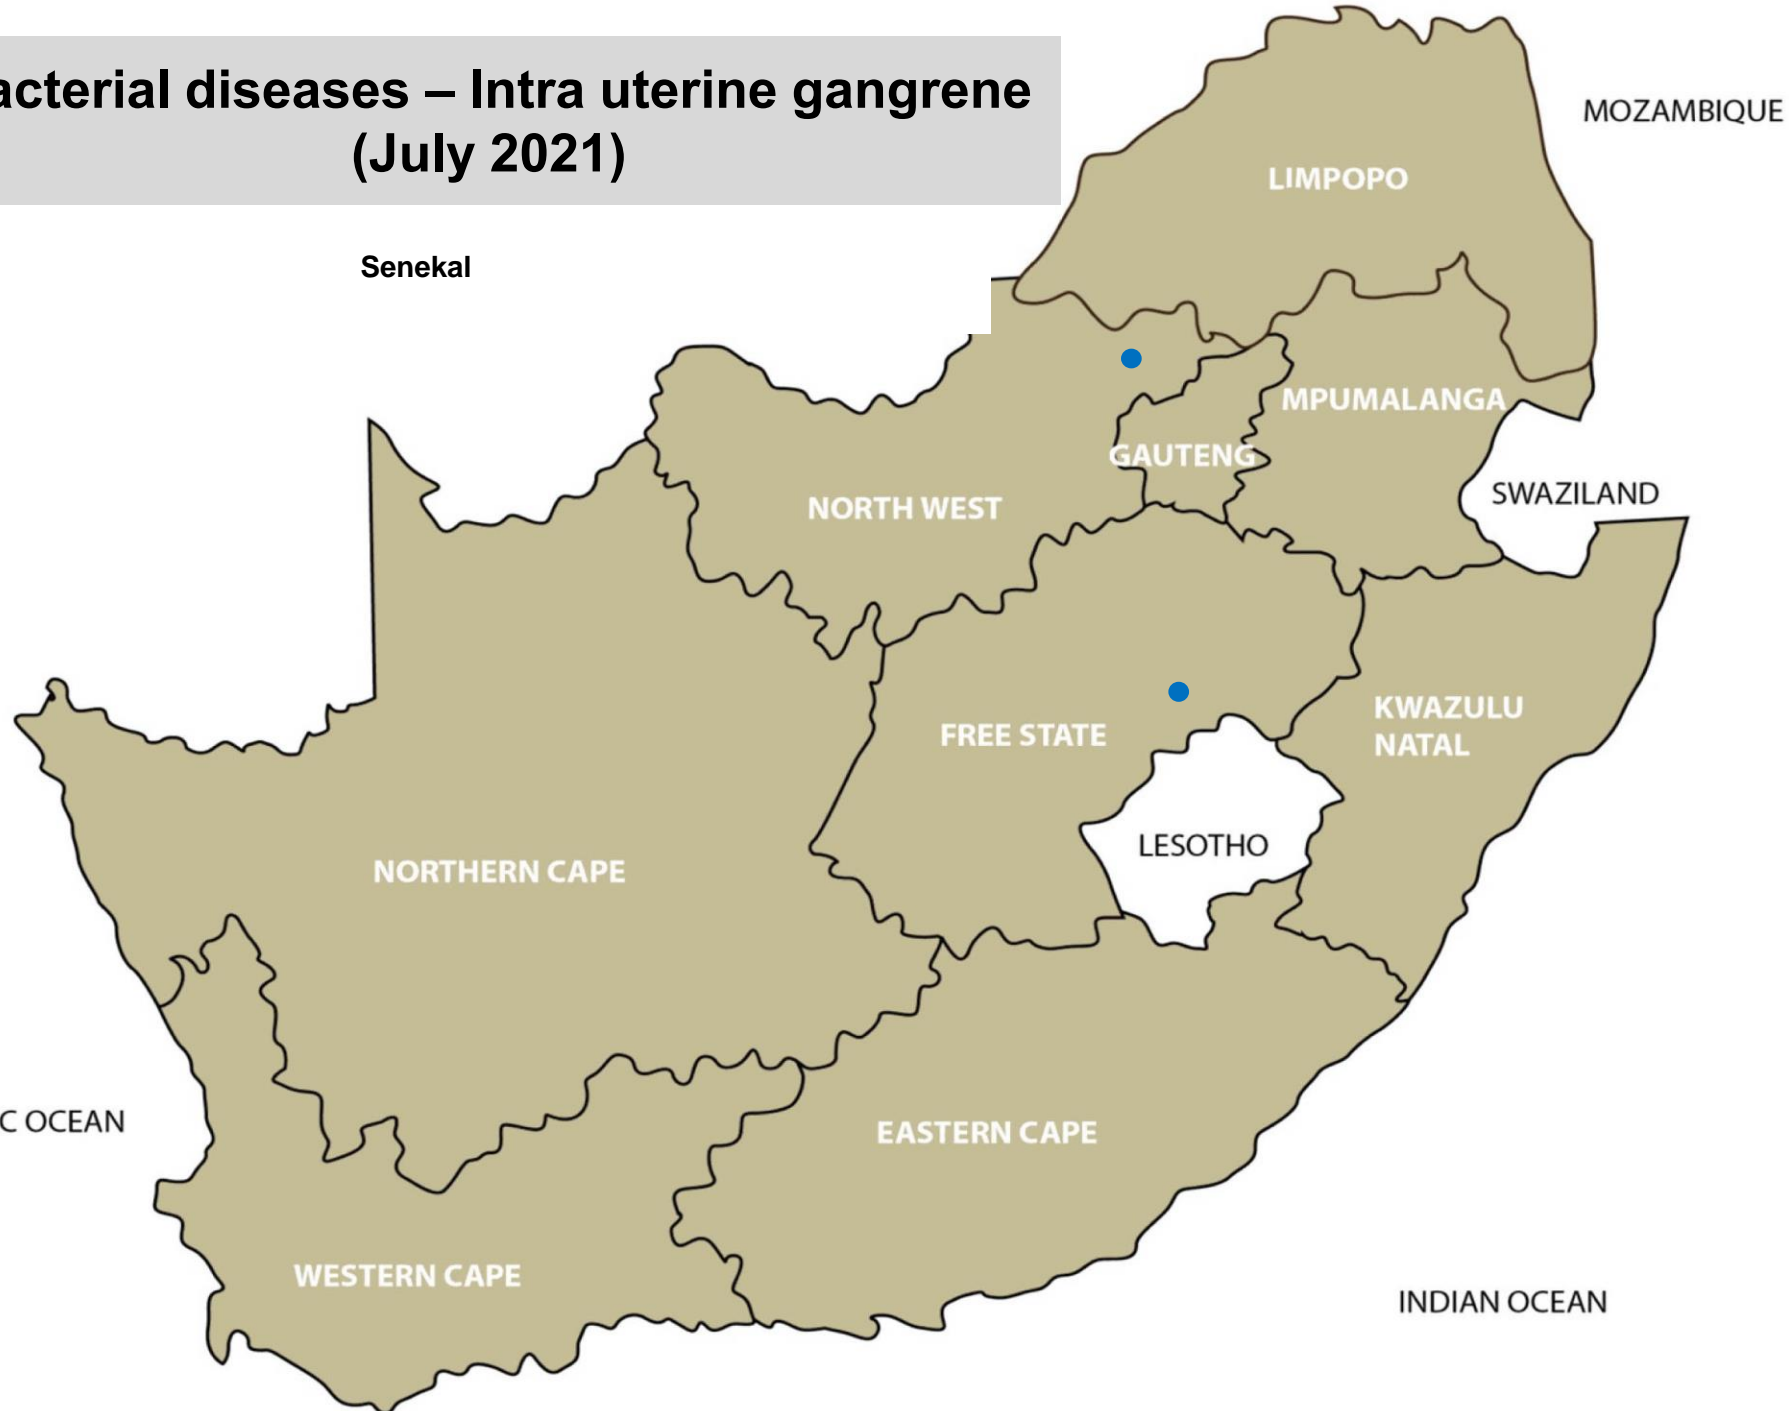 acterial diseases – Intra uterine gangrene
(July 2021)
MOZAMBIQUE
LIMPOPO
Senekal
MPUMALANGA
GAUTENG
SWAZILAND
NORTH WEST
KWAZULU
NATAL
FREE STATE
LESOTHO
NORTHERN CAPE
C OCEAN
EASTERN CAPE
WESTERN CAPE
INDIAN OCEAN